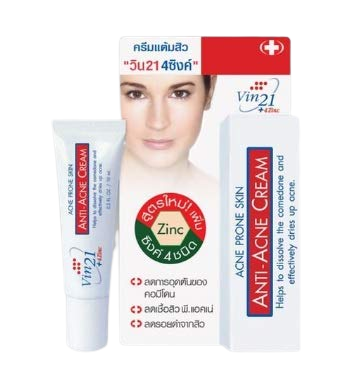 ครีมแต้มสิว
"วิน21 4ซิงค์"
Vin21
+4Zinc
สูตรใหม่! เพิ่ม
Zinc
ซิงค์ 4 ชนิด
ลดการอุดตันของ
คอมีโดน
ลดเชื้อสิว พี.แอคเน่
ลดรอยดำจากสิว
ACNE PRONE SKIN
ANTI-ACNE CREAM
Helps to dissolve the comedone and
effectively dries up acne.
ACNE PRONE SKIN
ANTI-ACNE CREAM
Helps to dissolve the comedone and
effectively dries up acne.
Vin21
+4Zinc